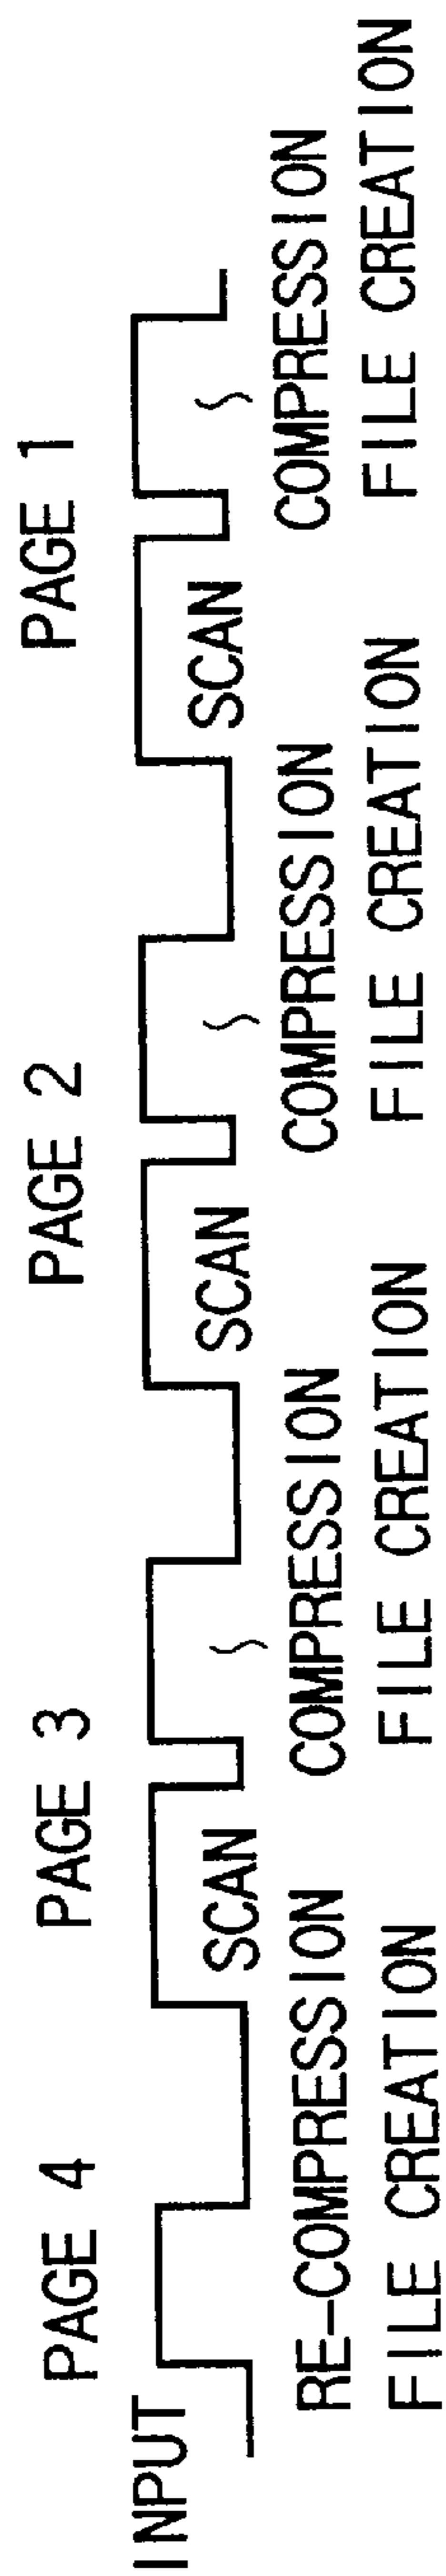 PAGE 4 PAGE 3 PAGE 2 PAGE 1
INPUT
SCAN SCAN SCAN
RE-COMPRESSION COMPRESSION COMPRESSION COMPRESSION
FILE CREATION FILE CREATION FILE CREATION FILE CREATION